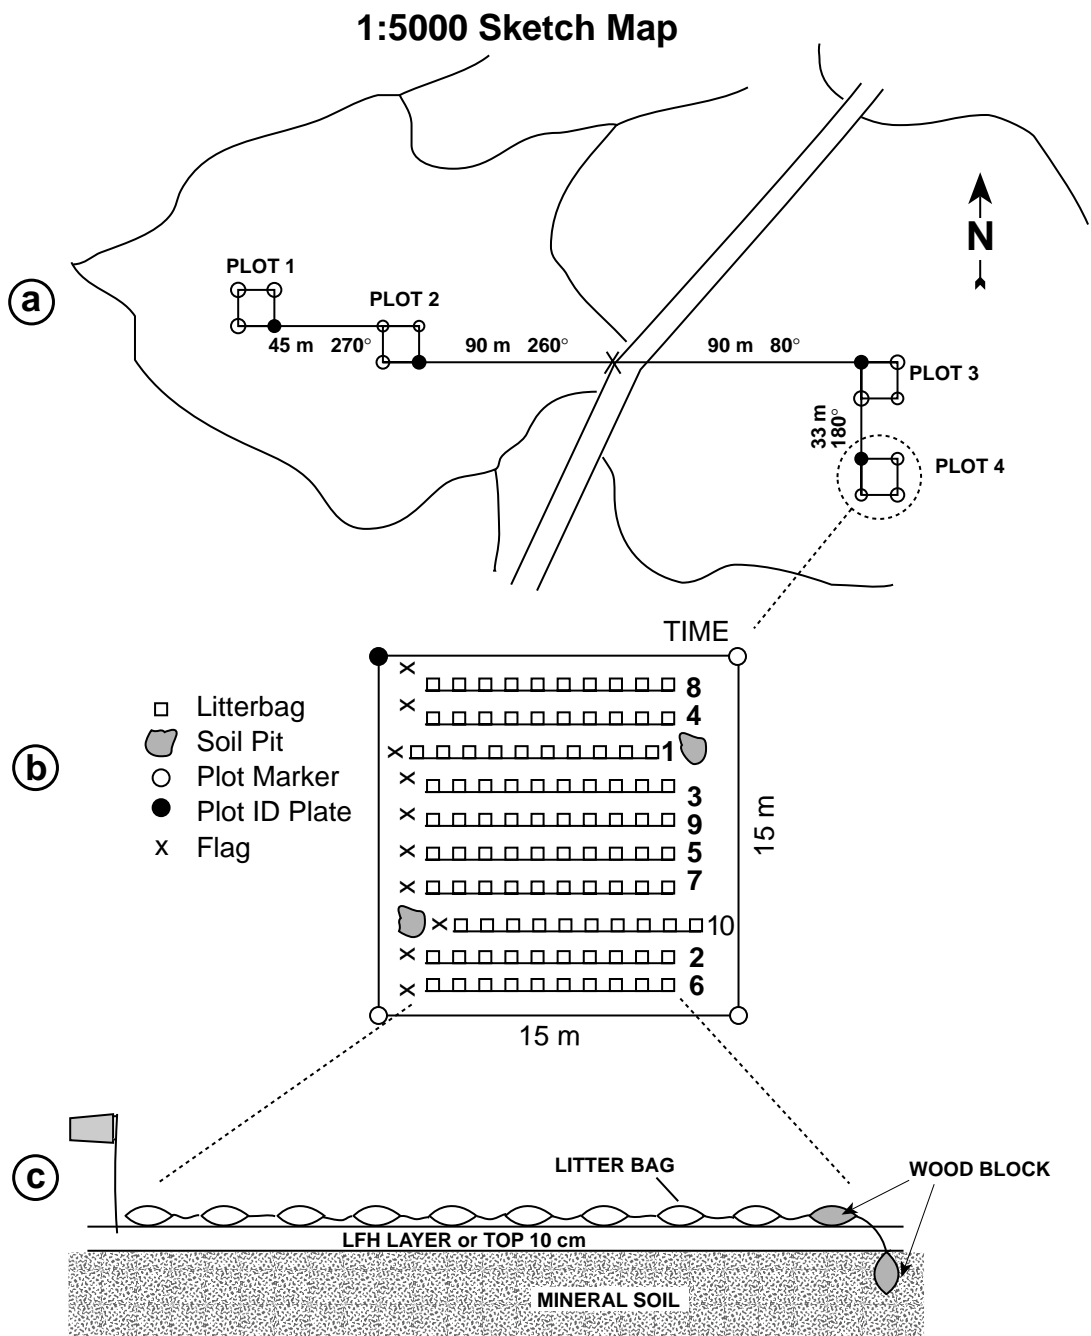 1:5000 Sketch Map
N
a
PLOT 1
PLOT 2
45 m 270°
90 m 260°
90 m 80°
PLOT 3
33 m
180°
PLOT 4
TIME
b
Litterbag
Soil Pit
Plot Marker
Plot ID Plate
x Flag
8
4
1
3
9
5
7
10
2
6
15 m
15 m
c
LITTER BAG
WOOD BLOCK
LFH LAYER or TOP 10 cm
MINERAL SOIL